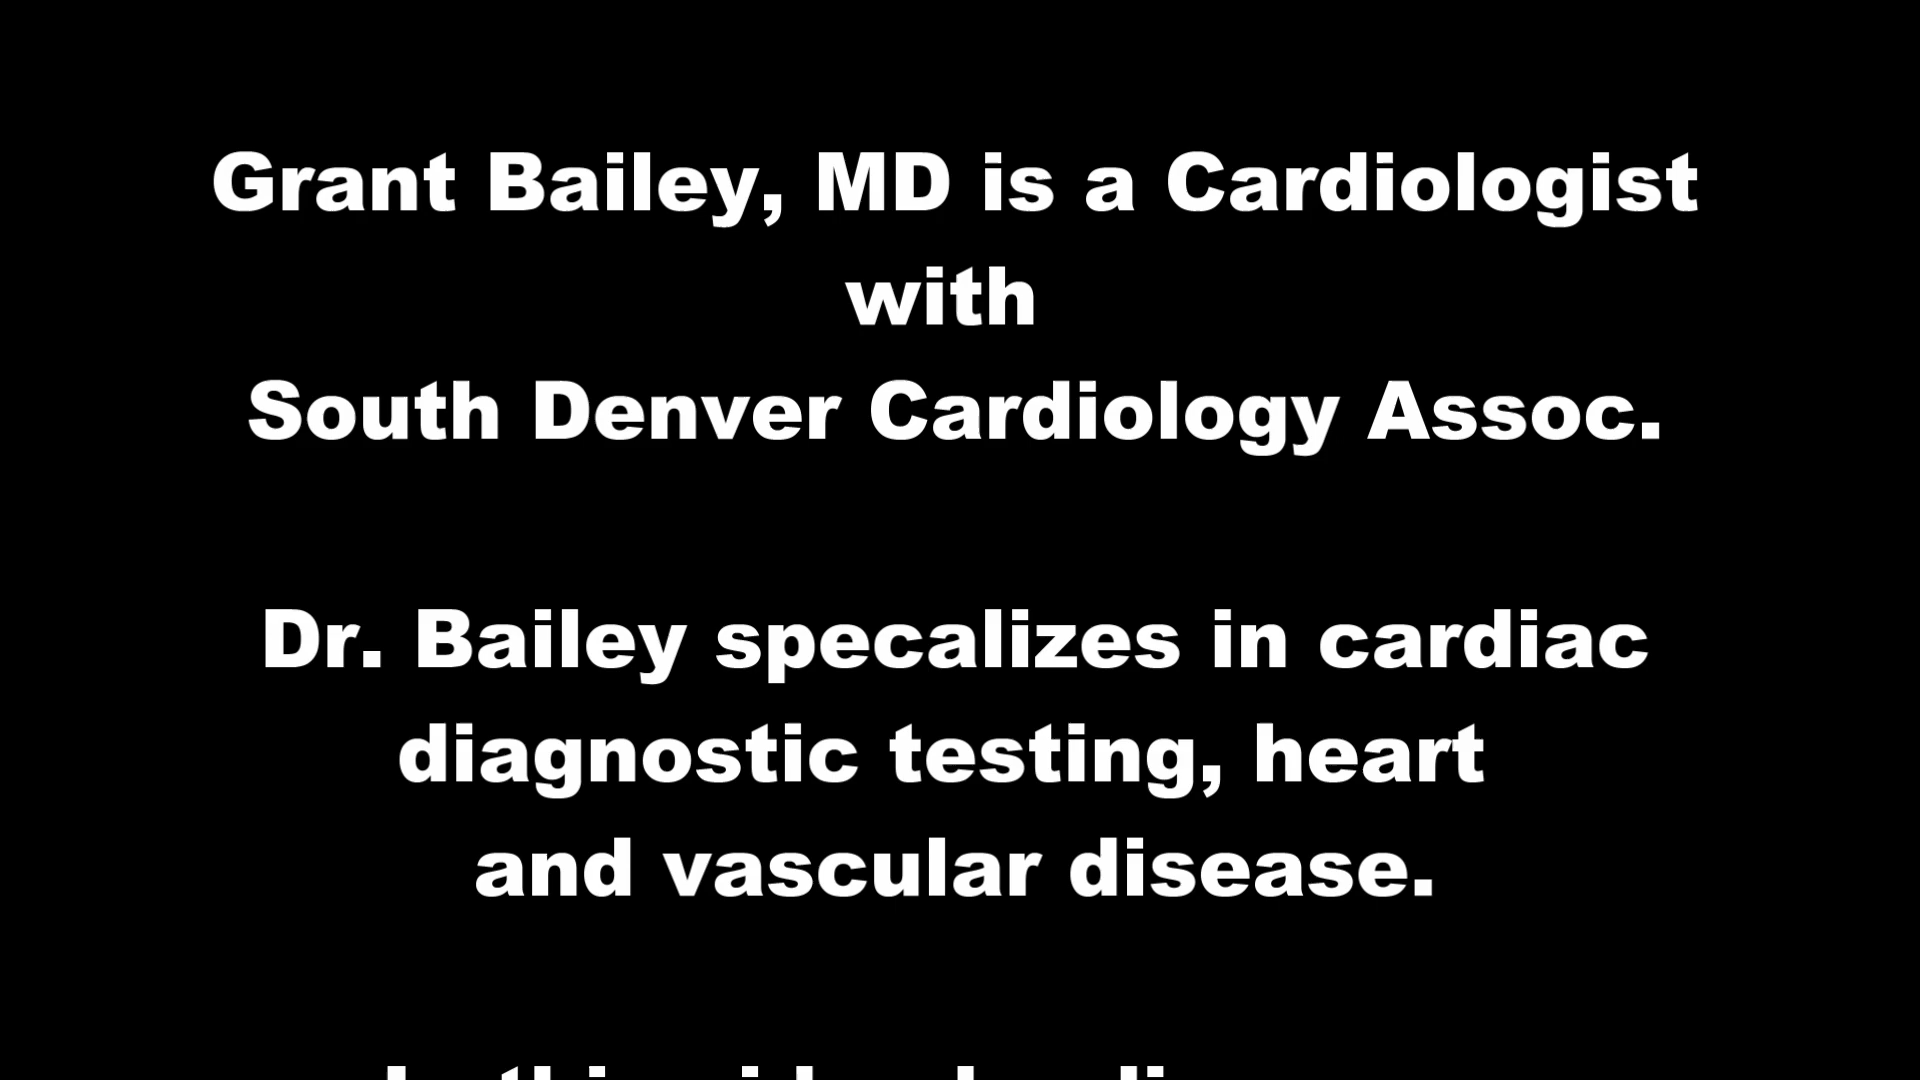 Grant Bailey, MD is a Cardiologist
with
South Denver Cardiology Assoc.
Dr. Bailey specalizes in cardiac
diagnostic testing, heart
and vascular disease.